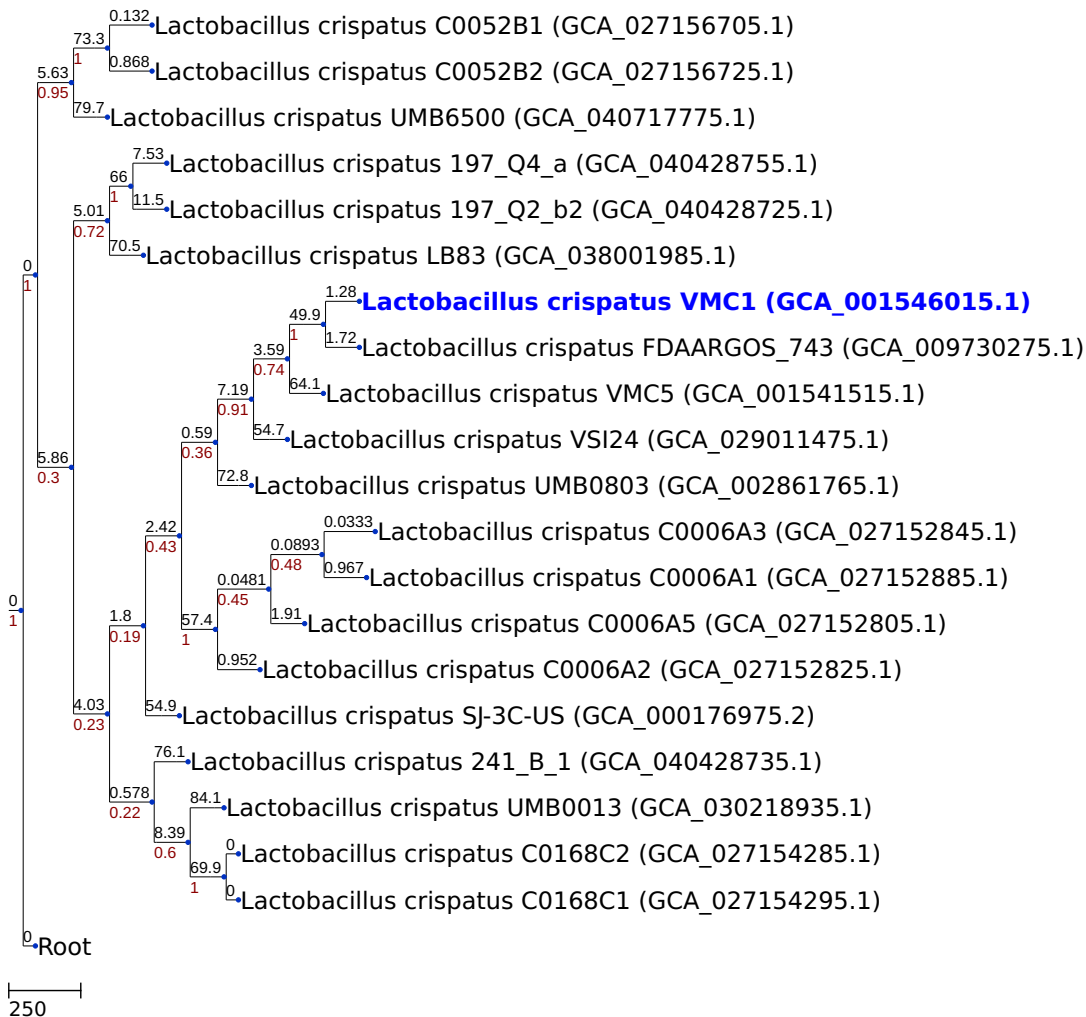 0.132
Lactobacillus crispatus C0052B1 (GCA_027156705.1)
73.3
1
0.868
Lactobacillus crispatus C0052B2 (GCA_027156725.1)
5.63
0.95
79.7
Lactobacillus crispatus UMB6500 (GCA_040717775.1)
7.53
Lactobacillus crispatus 197_Q4_a (GCA_040428755.1)
66
1
11.5
Lactobacillus crispatus 197_Q2_b2 (GCA_040428725.1)
5.01
0.72
70.5
Lactobacillus crispatus LB83 (GCA_038001985.1)
0
1
1.28
Lactobacillus crispatus VMC1 (GCA_001546015.1)
49.9
1
1.72
Lactobacillus crispatus FDAARGOS_743 (GCA_009730275.1)
3.59
0.74
64.1
Lactobacillus crispatus VMC5 (GCA_001541515.1)
7.19
0.91
54.7
Lactobacillus crispatus VSI24 (GCA_029011475.1)
0.59
0.36
72.8
Lactobacillus crispatus UMB0803 (GCA_002861765.1)
5.86
0.3
2.42
0.43
0.0333
Lactobacillus crispatus C0006A3 (GCA_027152845.1)
0.0893
0.48
0.967
Lactobacillus crispatus C0006A1 (GCA_027152885.1)
0.0481
0.45
1.91
Lactobacillus crispatus C0006A5 (GCA_027152805.1)
57.4
1
0.952
Lactobacillus crispatus C0006A2 (GCA_027152825.1)
0
1
1.8
0.19
54.9
Lactobacillus crispatus SJ-3C-US (GCA_000176975.2)
4.03
0.23
76.1
Lactobacillus crispatus 241_B_1 (GCA_040428735.1)
0.578
0.22
84.1
Lactobacillus crispatus UMB0013 (GCA_030218935.1)
8.39
0.6
0
Lactobacillus crispatus C0168C2 (GCA_027154285.1)
69.9
1
0
Lactobacillus crispatus C0168C1 (GCA_027154295.1)
0
Root
250